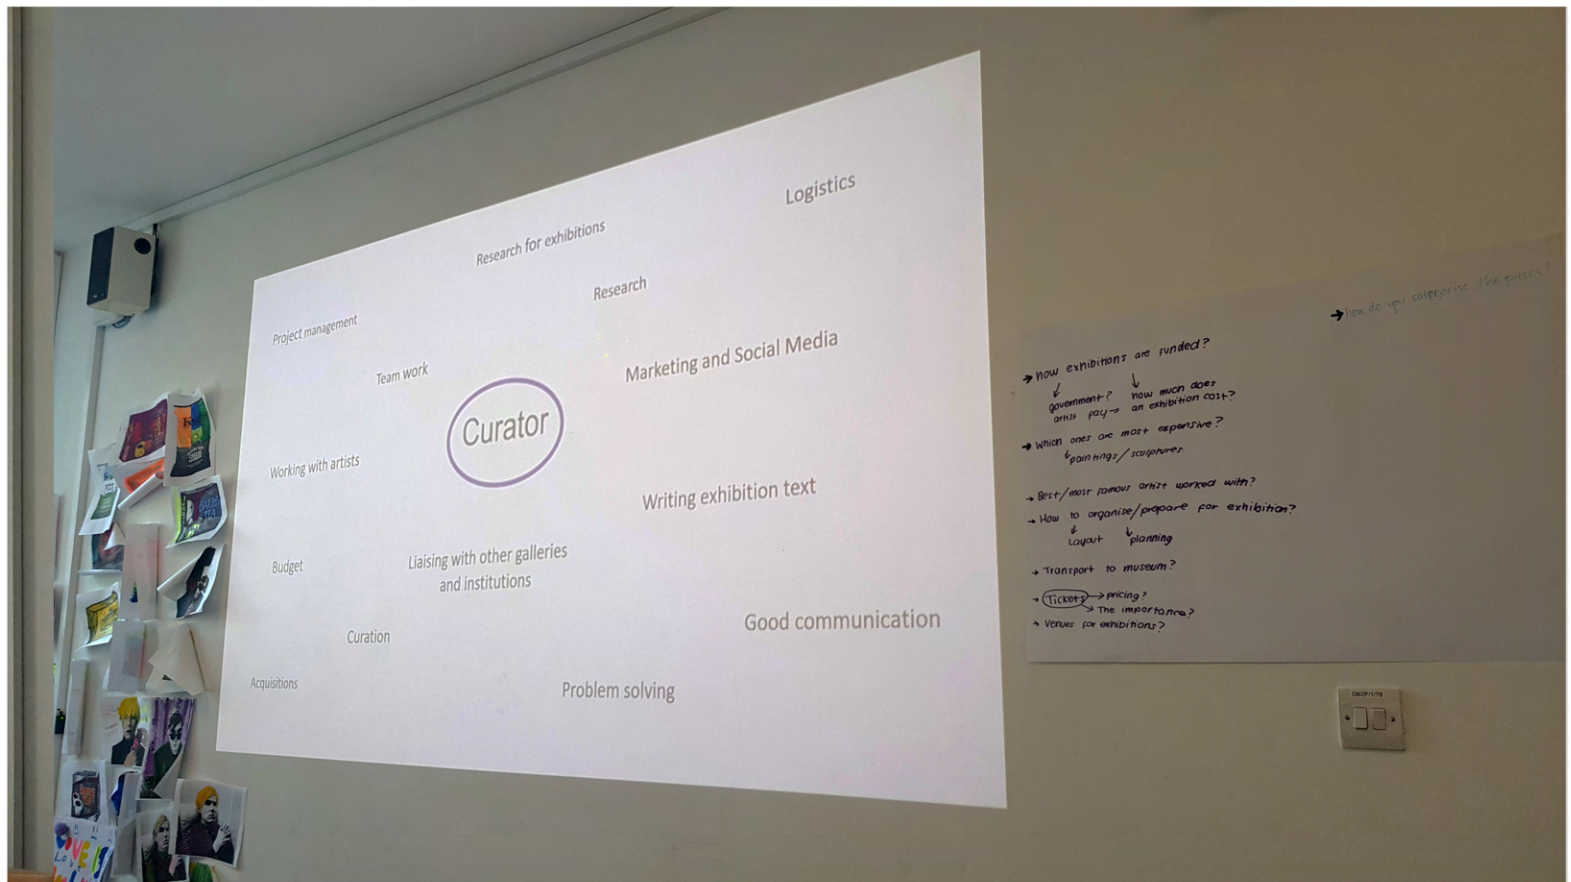 Logistics
Research for exhibitions
Research
Project management
Team work
Marketing and Social Media
Curator
Working with artists
Writing exhibition text
Liaising with other galleries
and institutions
Budget
Good communication
Curation
Acquisitions
Problem solving
→ how do you categorise the pieces?
→ How exhibitions are funded?
↓ ↓
government? how much does
artist pay → an exhibition cost?
→ Which ones are most expensive?
↓ paintings/sculptures
→ Best/most famous artist worked with?
→ How to organise/prepare for exhibition?
↓ ↓
Layout planning
→ Transport to museum?
→ Tickets → pricing?
→ The importance?
→ Venues for exhibitions?